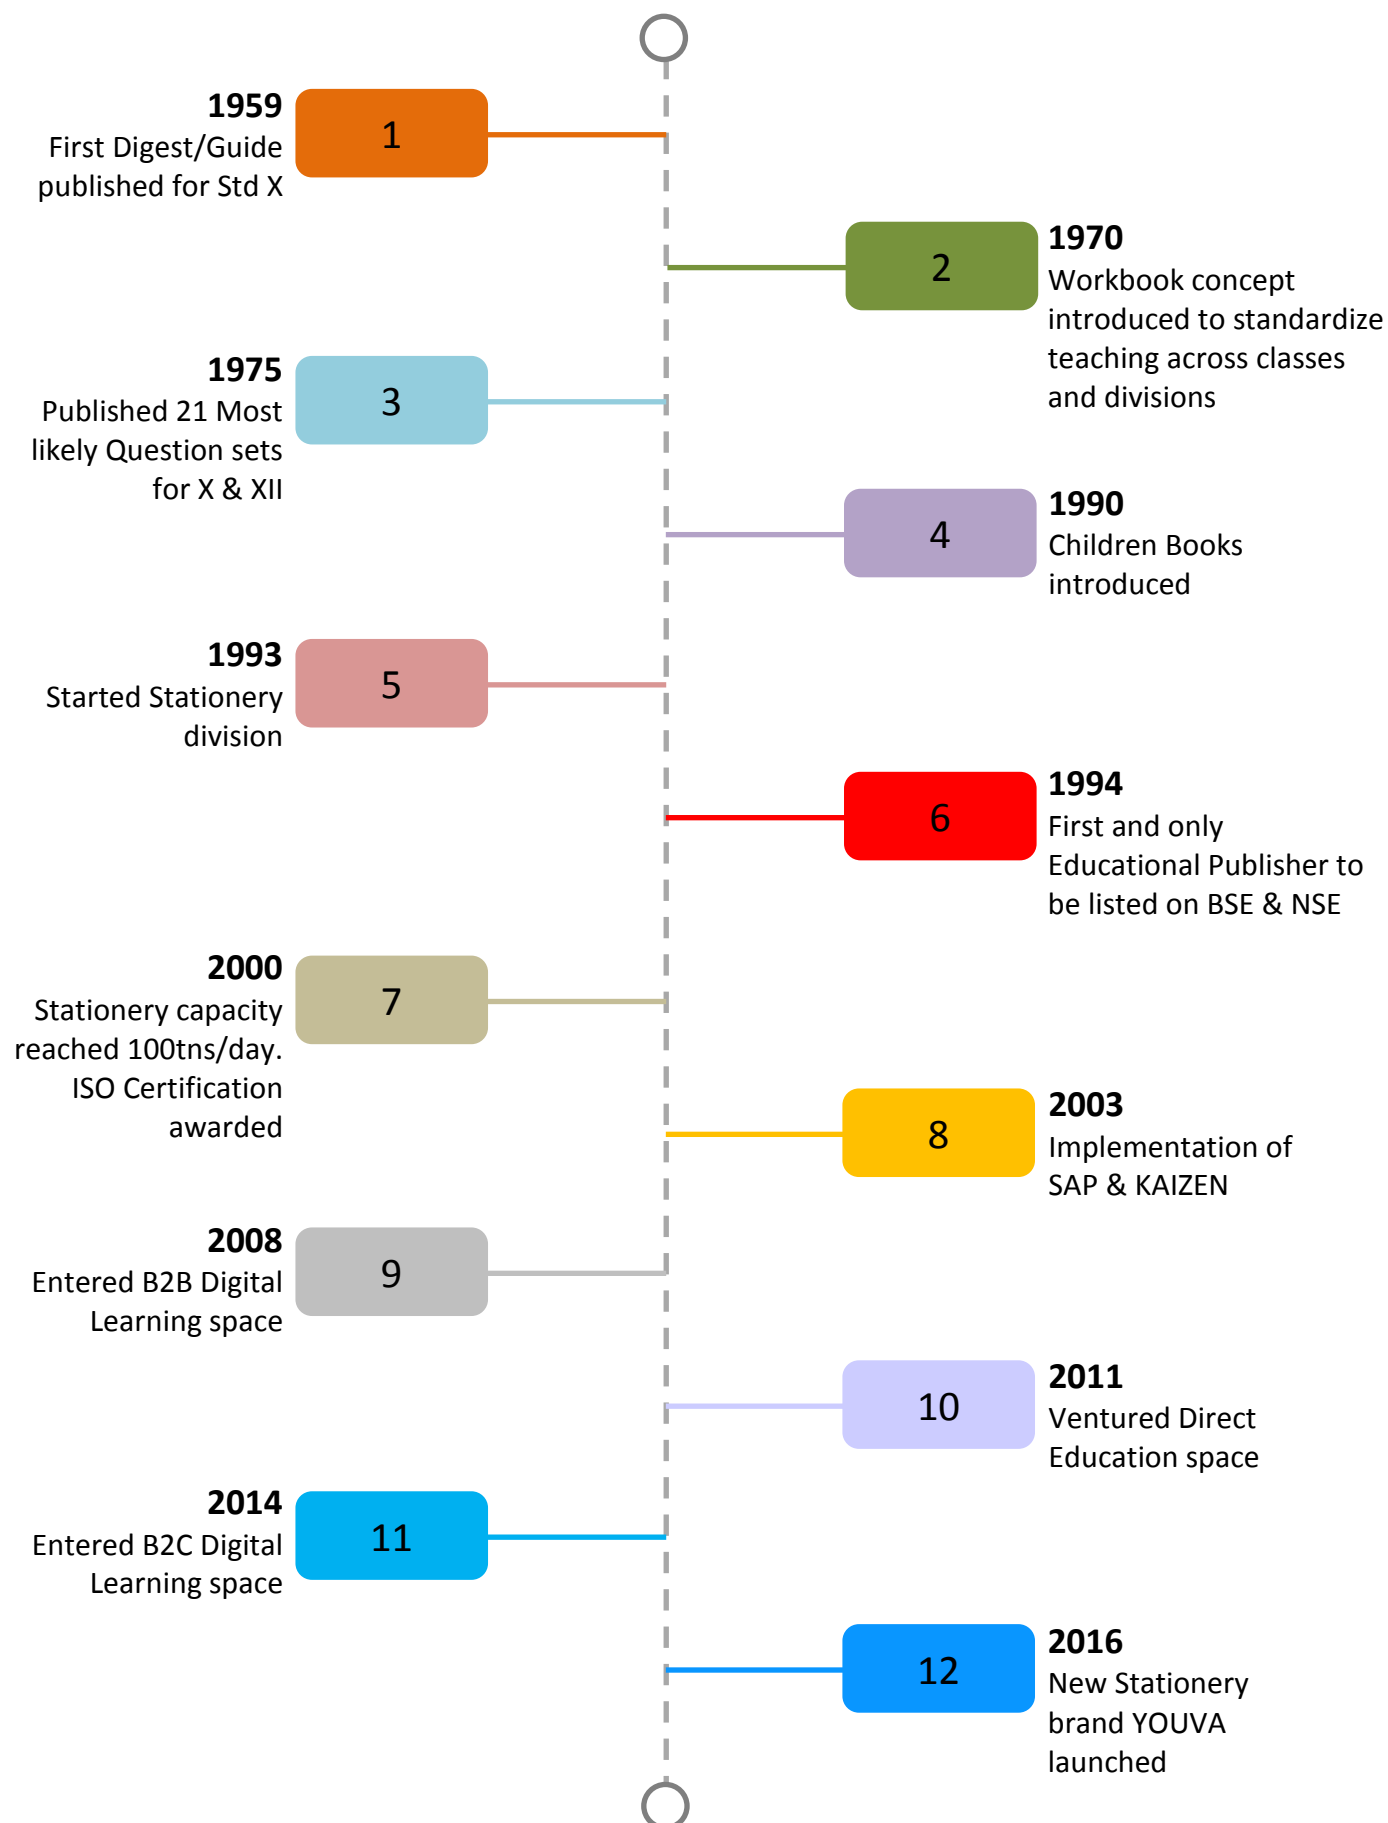 1959
1
First Digest/Guide
published for Std X
1970
2
Workbook concept
introduced to standardize
teaching across classes
and divisions
1975
3
Published 21 Most
likely Question sets
for X & XII
1990
4
Children Books
introduced
1993
5
Started Stationery
division
1994
6
First and only
Educational Publisher to
be listed on BSE & NSE
2000
7
Stationery capacity
reached 100tns/day.
ISO Certification
awarded
2003
8
Implementation of
SAP & KAIZEN
2008
9
Entered B2B Digital
Learning space
2011
10
Ventured Direct
Education space
2014
11
Entered B2C Digital
Learning space
2016
12
New Stationery
brand YOUVA
launched